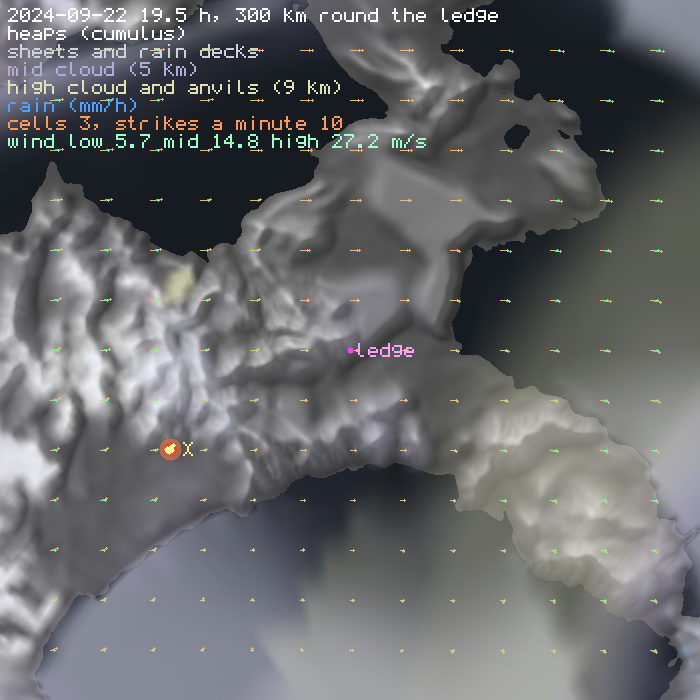 2024-09-22 19.5 h, 300 km round the ledge
heaps (cumulus)
sheets and rain decks
mid cloud (5 km)
high cloud and anvils (9 km)
rain (mm/h)
cells 3, strikes a minute 10
wind low 5.7 mid 14.8 high 27.2 m/s
ledge
X